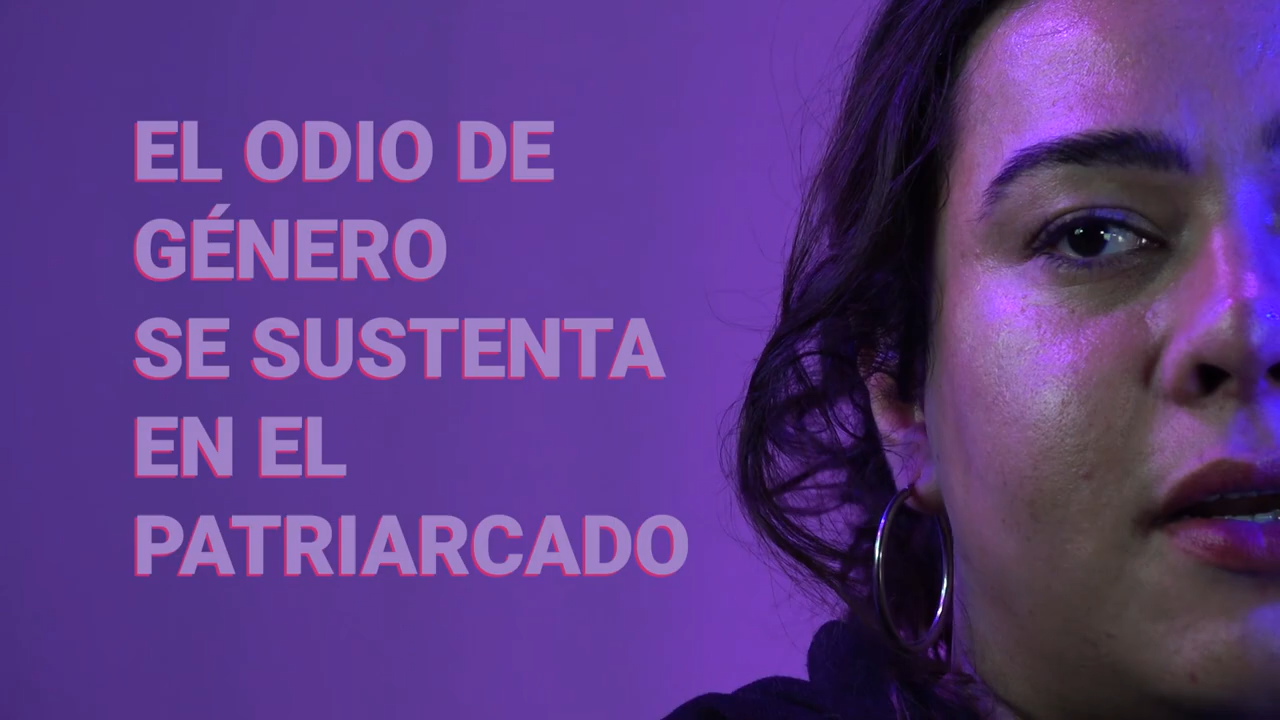 EL ODIO DE
GÉNERO
SE SUSTENTA
EN EL
PATRIARCADO